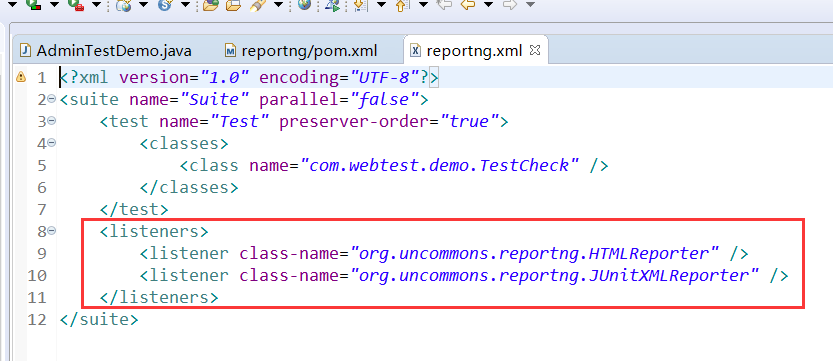 AdminTestDemo.java reportng/pom.xml reportng.xml
1 <?xml version="1.0" encoding="UTF-8"?>
2 <suite name="Suite" parallel="false">
3 <test name="Test" preserver-order="true">
4 <classes>
5 <class name="com.webtest.demo.TestCheck" />
6 </classes>
7 </test>
8 <listeners>
9 <listener class-name="org.uncommons.reportng.HTMLReporter" />
10 <listener class-name="org.uncommons.reportng.JUnitXMLReporter" />
11 </listeners>
12 </suite>